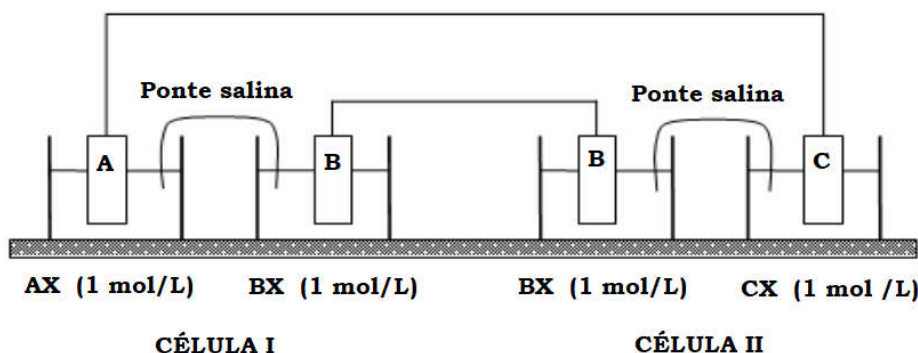 Ponte salina
Ponte salina
A
B
B
C
AX (1 mol/L)
BX (1 mol/L)
BX (1 mol/L)
CX (1 mol /L)
CÉLULA I
CÉLULA II